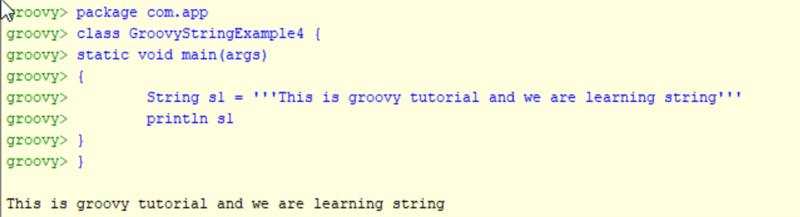 groovy> package com.app
groovy> class GroovyStringExample4 {
groovy> static void main(args)
groovy> {
groovy>         String s1 = '''This is groovy tutorial and we are learning string'''
groovy>         println s1
groovy> }
groovy> }
This is groovy tutorial and we are learning string